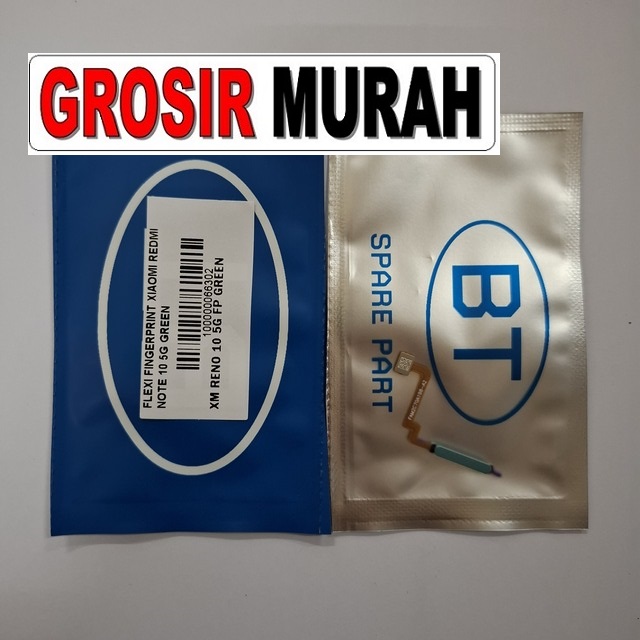 GROSIR MURAH
FLEXI FINGERPRINT XIAOMI REDMI
NOTE 10 5G GREEN
100000066302
XM RENO 10 5G FP GREEN
BT
SPARE PART